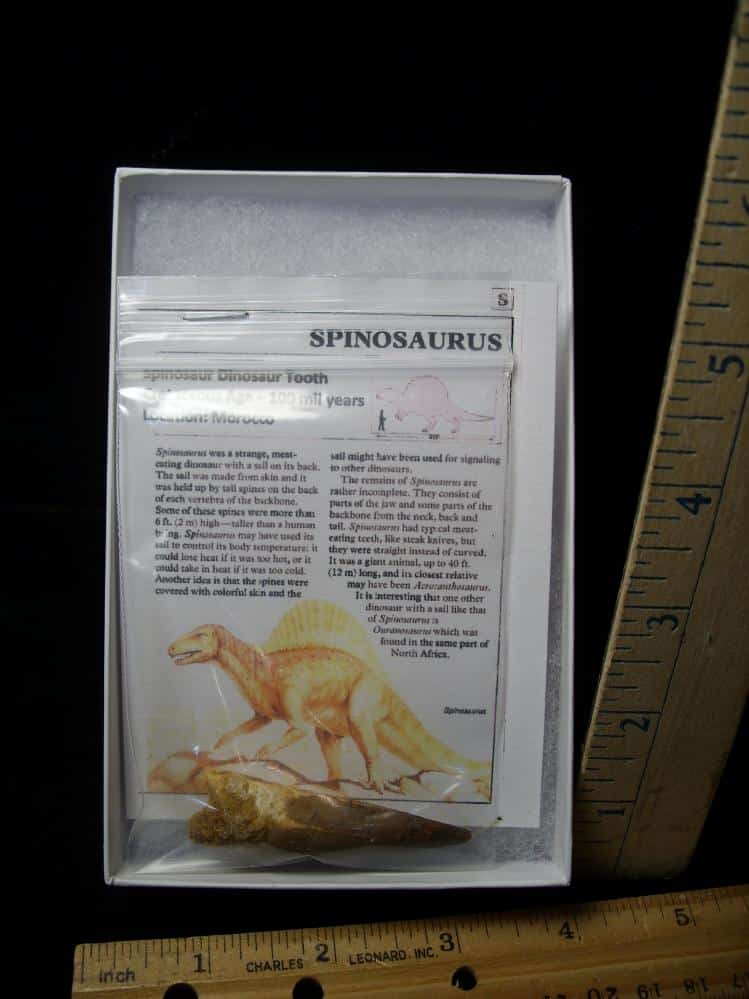 S
SPINOSAURUS
Spinosaur Dinosaur Tooth
Cretaceous Age - 100 mil years
Location: Morocco
Spinosaurus was a strange, meat-
eating dinosaur with a sail on its back.
The sail was made from skin and it
was held up by tall spines on the back
of each vertebra of the backbone.
Some of these spines were more than
6 ft. (2 m) high—taller than a human
being. Spinosaurus may have used its
sail to control its body temperature: it
could lose heat if it was too hot, or it
could take in heat if it was too cold.
Another idea is that the spines were
covered with colorful skin and the
sail might have been used for signaling
to other dinosaurs.
The remains of Spinosaurus are
rather incomplete. They consist of
parts of the jaw and some parts of the
backbone from the neck, back and
tail. Spinosaurus had typical meat-
eating teeth, like steak knives, but
they were straight instead of curved.
It was a giant animal, up to 40 ft.
(12 m) long, and its closest relative
may have been Acrocanthosaurus.
It is interesting that one other
dinosaur with a sail like that
of Spinosaurus is
Ouranosaurus which was
found in the same part of
North Africa.
Spinosaurus
5
4
3
2
1
Inch 1 2 3 4 5
CHARLES LEONARD, INC.
17 18 19 20